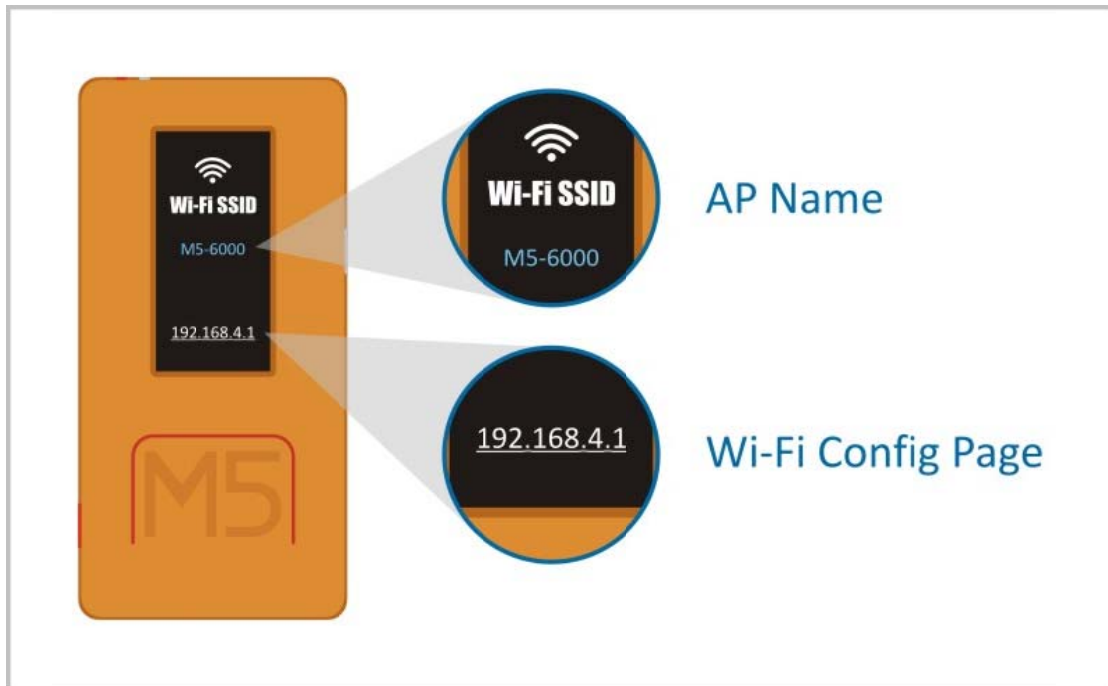 Wi-Fi SSID
M5-6000
192.168.4.1
M5
Wi-Fi SSID
M5-6000
AP Name
192.168.4.1
Wi-Fi Config Page